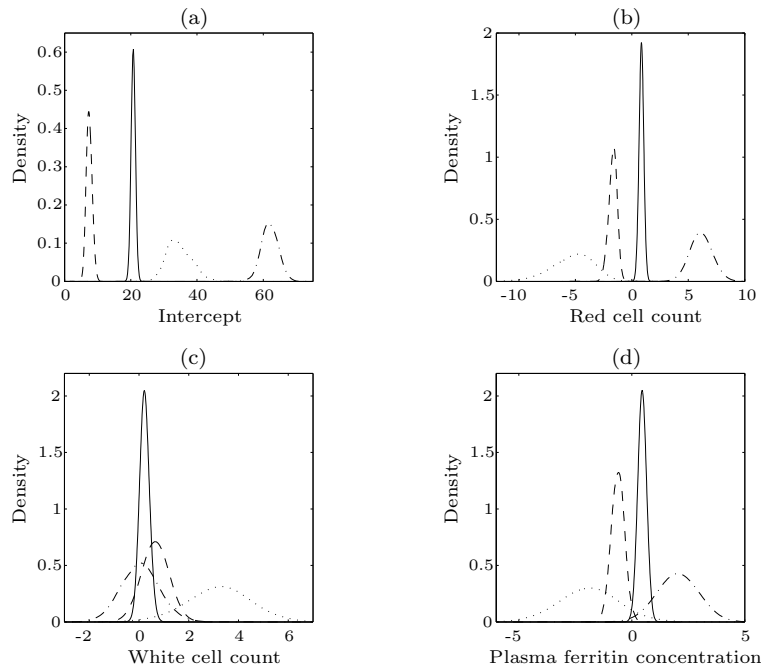 (a)
0.6
0.5
0.4
0.3
0.2
0.1
0
Density
0 20 40 60
Intercept
(b)
2
1.5
1
0.5
0
Density
-10 -5 0 5 10
Red cell count
(c)
2
1.5
1
0.5
0
Density
-2 0 2 4 6
White cell count
(d)
2
1.5
1
0.5
0
Density
-5 0 5
Plasma ferritin concentration